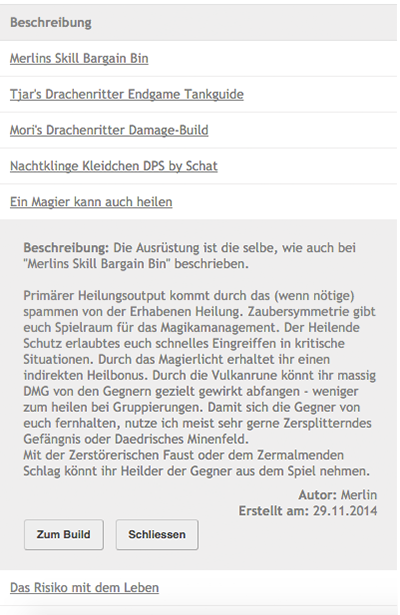 Beschreibung
Merlins Skill Bargain Bin
Tjar's Drachenritter Endgame Tankguide
Mori's Drachenritter Damage-Build
Nachtklinge Kleidchen DPS by Schat
Ein Magier kann auch heilen
Beschreibung: Die Ausrüstung ist die selbe, wie auch bei
"Merlins Skill Bargain Bin" beschrieben.
Primärer Heilungsoutput kommt durch das (wenn nötige)
spammen von der Erhabenen Heilung. Zaubersymmetrie gibt
euch Spielraum für das Magikamanagement. Der Heilende
Schutz erlaubtes euch schnelles Eingreiffen in kritische
Situationen. Durch das Magierlicht erhaltet ihr einen
indirekten Heilbonus. Durch die Vulkanrune könnt ihr massig
DMG von den Gegnern gezielt gewirkt abfangen - weniger
zum heilen bei Gruppierungen. Damit sich die Gegner von
euch fernhalten, nutze ich meist sehr gerne Zersplitterndes
Gefängnis oder Daedrisches Minenfeld.
Mit der Zerstörerischen Faust oder dem Zermalmenden
Schlag könnt ihr Heilder der Gegner aus dem Spiel nehmen.
Autor: Merlin
Erstellt am: 29.11.2014
Zum Build Schliessen
Das Risiko mit dem Leben